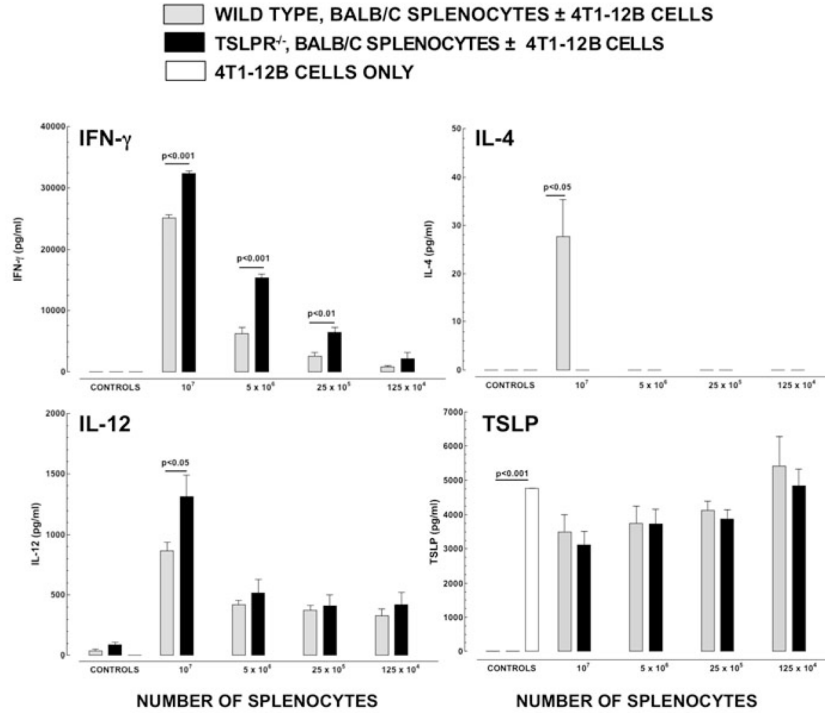 WILD TYPE, BALB/C SPLENOCYTES ± 4T1-12B CELLS
TSLPR-/-, BALB/C SPLENOCYTES ± 4T1-12B CELLS
4T1-12B CELLS ONLY
IFN-γ
40000
30000
20000
10000
0
IFN-γ (pg/ml)
p<0.001
p<0.001
p<0.01
CONTROLS
10⁷
5 x 10⁶
25 x 10⁵
125 x 10⁴
IL-4
50
40
30
20
10
0
IL-4 (pg/ml)
p<0.05
CONTROLS
10⁷
5 x 10⁶
25 x 10⁵
125 x 10⁴
IL-12
2000
1500
1000
500
0
IL-12 (pg/ml)
p<0.05
CONTROLS
10⁷
5 x 10⁶
25 x 10⁵
125 x 10⁴
NUMBER OF SPLENOCYTES
TSLP
7000
6000
5000
4000
3000
2000
1000
0
TSLP (pg/ml)
p<0.001
CONTROLS
10⁷
5 x 10⁶
25 x 10⁵
125 x 10⁴
NUMBER OF SPLENOCYTES